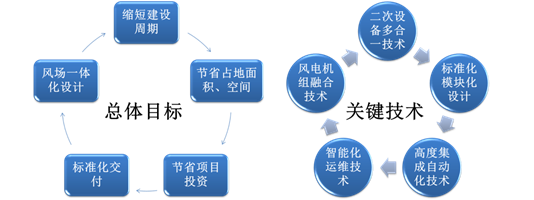 缩短建设
周期
节省占地面
积、空间
节省项目
投资
标准化交
付
风场一体
化设计
总体目标
二次设
备多合
一技术
标准化
模块化
设计
高度集
成自动
化技术
智能化
运维技
术
风电机
组融合
技术
关键技术